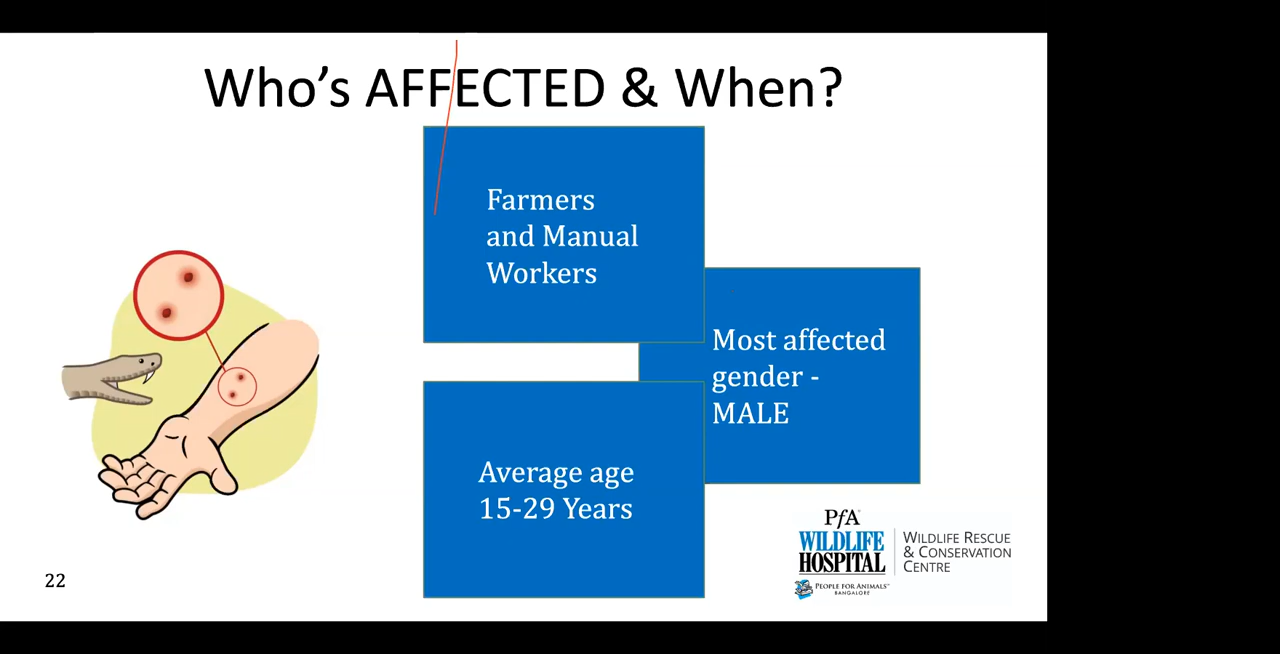 Who's AFFECTED & When?
Farmers
and Manual
Workers
Most affected
gender -
MALE
Average age
15-29 Years
PfA
WILDLIFE
HOSPITAL
PEOPLE FOR ANIMALS™
BANGALORE
WILDLIFE RESCUE
& CONSERVATION
CENTRE
22